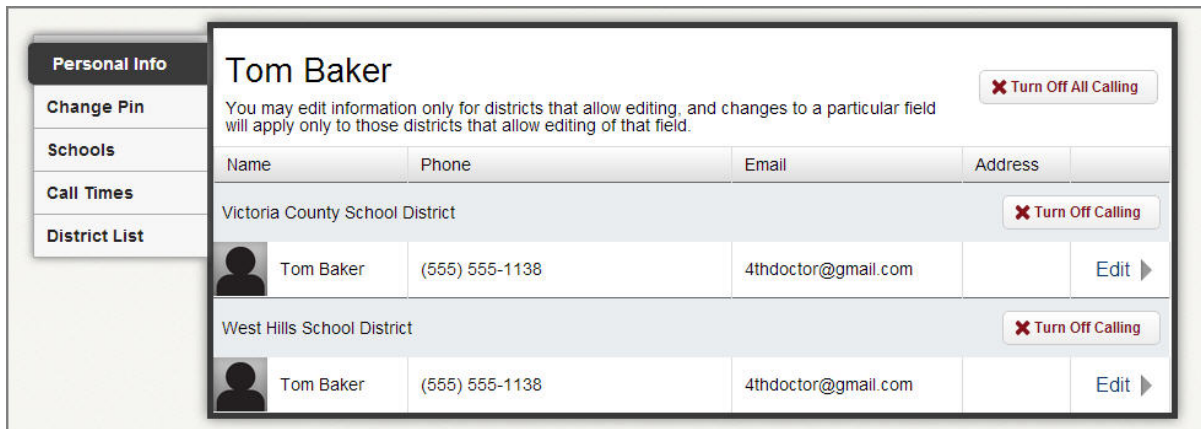 Personal Info
Change Pin
Schools
Call Times
District List
Tom Baker
Turn Off All Calling
You may edit information only for districts that allow editing, and changes to a particular field
will apply only to those districts that allow editing of that field.
Name Phone Email Address
Victoria County School District Turn Off Calling
Tom Baker (555) 555-1138 4thdoctor@gmail.com Edit
West Hills School District Turn Off Calling
Tom Baker (555) 555-1138 4thdoctor@gmail.com Edit